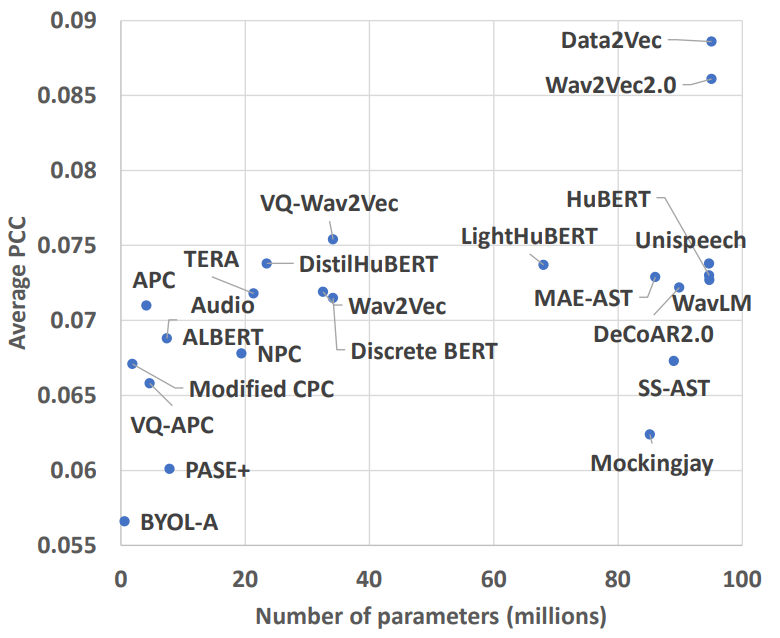 0.09
Data2Vec
0.085
Wav2Vec2.0
0.08
HuBERT
VQ-Wav2Vec
LightHuBERT
Unispeech
0.075
TERA
DistilHuBERT
APC
MAE-AST
WavLM
Audio
ALBERT
Wav2Vec
0.07
DeCoAR2.0
NPC
Discrete BERT
Modified CPC
SS-AST
0.065
VQ-APC
Mockingjay
0.06
PASE+
BYOL-A
0.055
0
20
40
60
80
100
Number of parameters (millions)
Average PCC